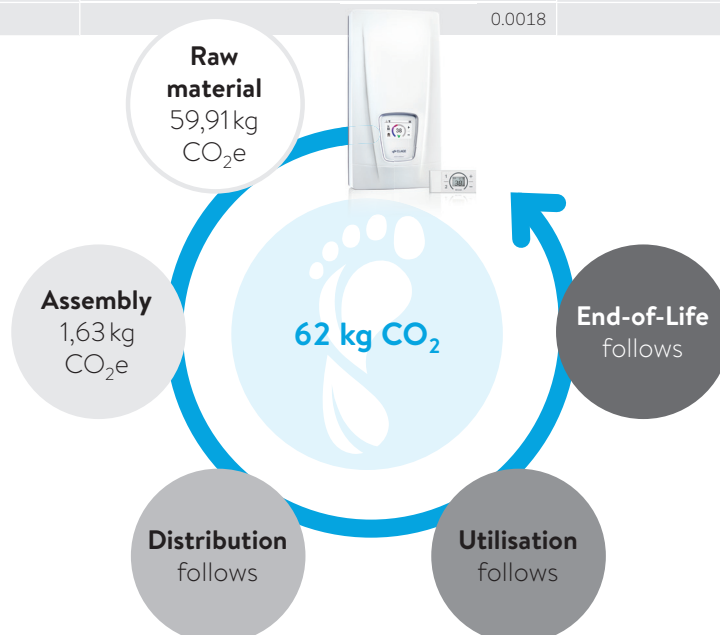 0.0018
Raw
material
59,91 kg
CO₂e
Assembly
1,63 kg
CO₂e
62 kg CO₂
End-of-Life
follows
Distribution
follows
Utilisation
follows